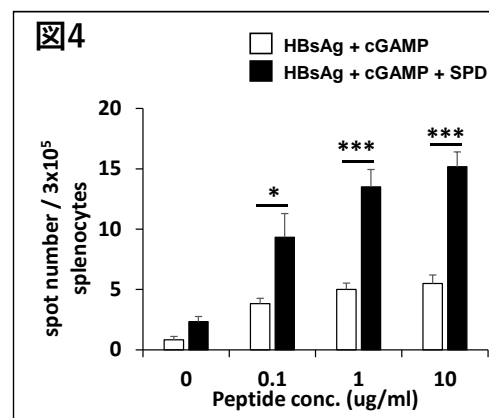 図4
HBsAg + cGAMP
HBsAg + cGAMP + SPD
spot number / 3x10⁵
splenocytes
20
15
10
5
0
*
***
***
0 0.1 1 10
Peptide conc. (ug/ml)